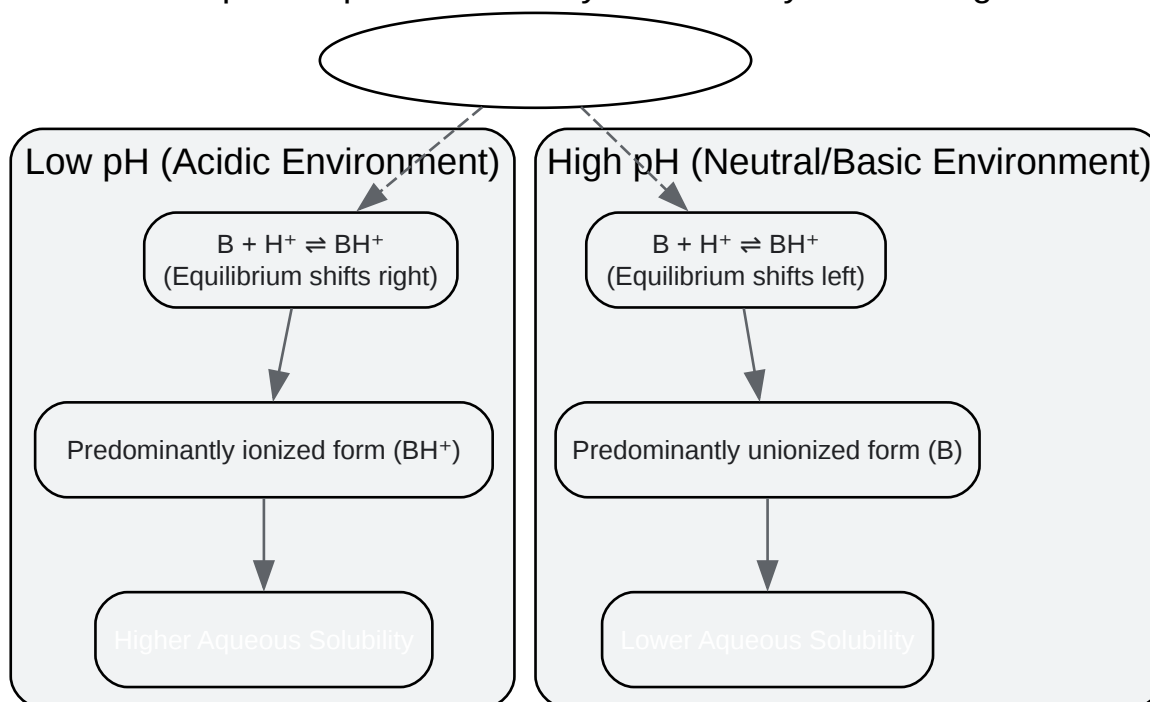 Low pH (Acidic Environment)
B + H⁺ ⇌ BH⁺
(Equilibrium shifts right)
Predominantly ionized form (BH⁺)
Higher Aqueous Solubility
High pH (Neutral/Basic Environment)
B + H⁺ ⇌ BH⁺
(Equilibrium shifts left)
Predominantly unionized form (B)
Lower Aqueous Solubility